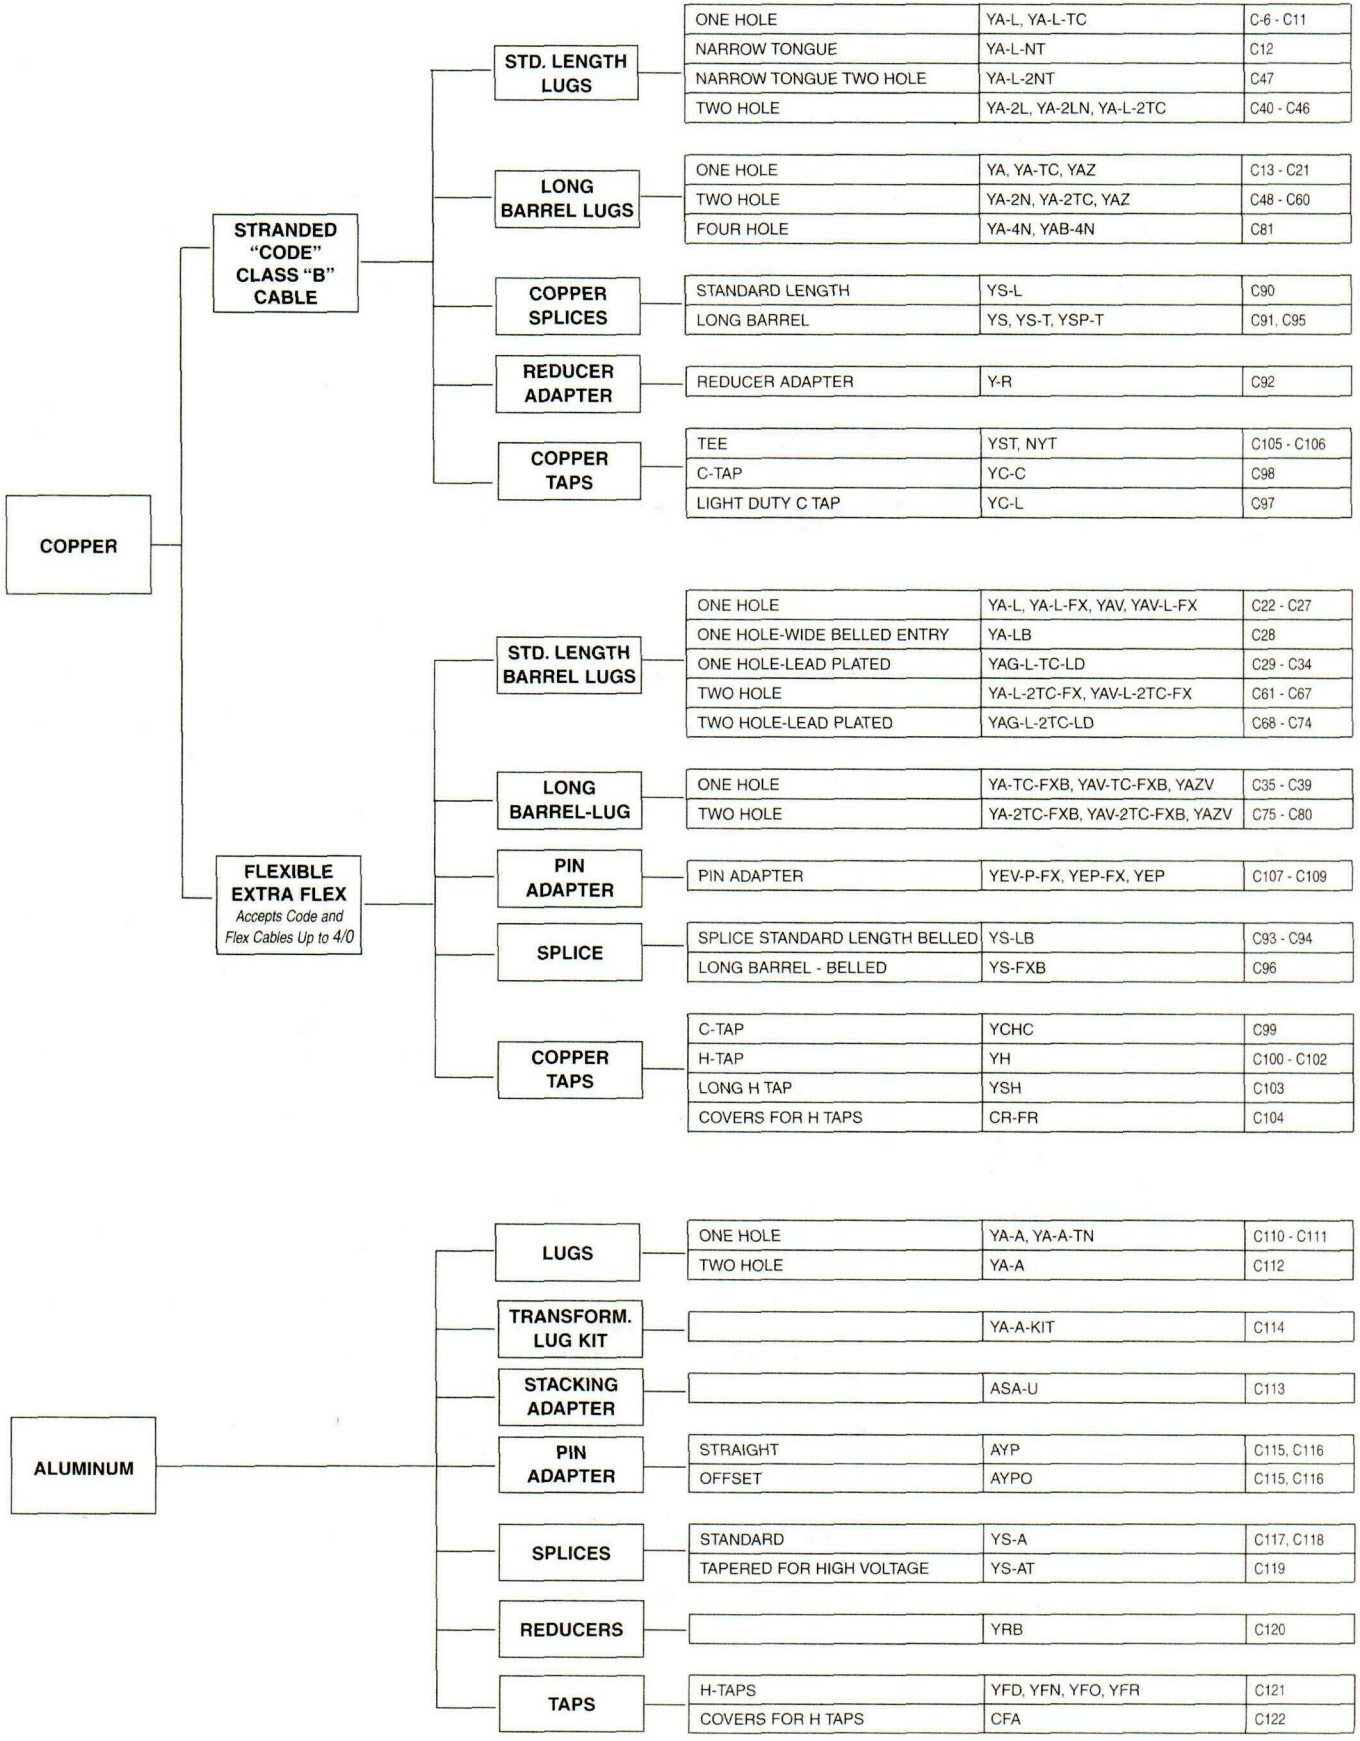 COPPER
STRANDED
“CODE”
CLASS “B”
CABLE
STD. LENGTH
LUGS
ONE HOLE YA-L, YA-L-TC C-6 - C11
NARROW TONGUE YA-L-NT C12
NARROW TONGUE TWO HOLE YA-L-2NT C47
TWO HOLE YA-2L, YA-2LN, YA-L-2TC C40 - C46
LONG
BARREL LUGS
ONE HOLE YA, YA-TC, YAZ C13 - C21
TWO HOLE YA-2N, YA-2TC, YAZ C48 - C60
FOUR HOLE YA-4N, YAB-4N C81
COPPER
SPLICES
STANDARD LENGTH YS-L C90
LONG BARREL YS, YS-T, YSP-T C91, C95
REDUCER
ADAPTER
REDUCER ADAPTER Y-R C92
COPPER
TAPS
TEE YST, NYT C105 - C106
C-TAP YC-C C98
LIGHT DUTY C TAP YC-L C97
FLEXIBLE
EXTRA FLEX
Accepts Code and
Flex Cables Up to 4/0
STD. LENGTH
BARREL LUGS
ONE HOLE YA-L, YA-L-FX, YAV, YAV-L-FX C22 - C27
ONE HOLE-WIDE BELLED ENTRY YA-LB C28
ONE HOLE-LEAD PLATED YAG-L-TC-LD C29 - C34
TWO HOLE YA-L-2TC-FX, YAV-L-2TC-FX C61 - C67
TWO HOLE-LEAD PLATED YAG-L-2TC-LD C68 - C74
LONG
BARREL-LUG
ONE HOLE YA-TC-FXB, YAV-TC-FXB, YAZV C35 - C39
TWO HOLE YA-2TC-FXB, YAV-2TC-FXB, YAZV C75 - C80
PIN
ADAPTER
PIN ADAPTER YEV-P-FX, YEP-FX, YEP C107 - C109
SPLICE
SPLICE STANDARD LENGTH BELLED YS-LB C93 - C94
LONG BARREL - BELLED YS-FXB C96
COPPER
TAPS
C-TAP YCHC C99
H-TAP YH C100 - C102
LONG H TAP YSH C103
COVERS FOR H TAPS CR-FR C104
ALUMINUM
LUGS
ONE HOLE YA-A, YA-A-TN C110 - C111
TWO HOLE YA-A C112
TRANSFORM.
LUG KIT
YA-A-KIT C114
STACKING
ADAPTER
ASA-U C113
PIN
ADAPTER
STRAIGHT AYP C115, C116
OFFSET AYPO C115, C116
SPLICES
STANDARD YS-A C117, C118
TAPERED FOR HIGH VOLTAGE YS-AT C119
REDUCERS
YRB C120
TAPS
H-TAPS YFD, YFN, YFO, YFR C121
COVERS FOR H TAPS CFA C122